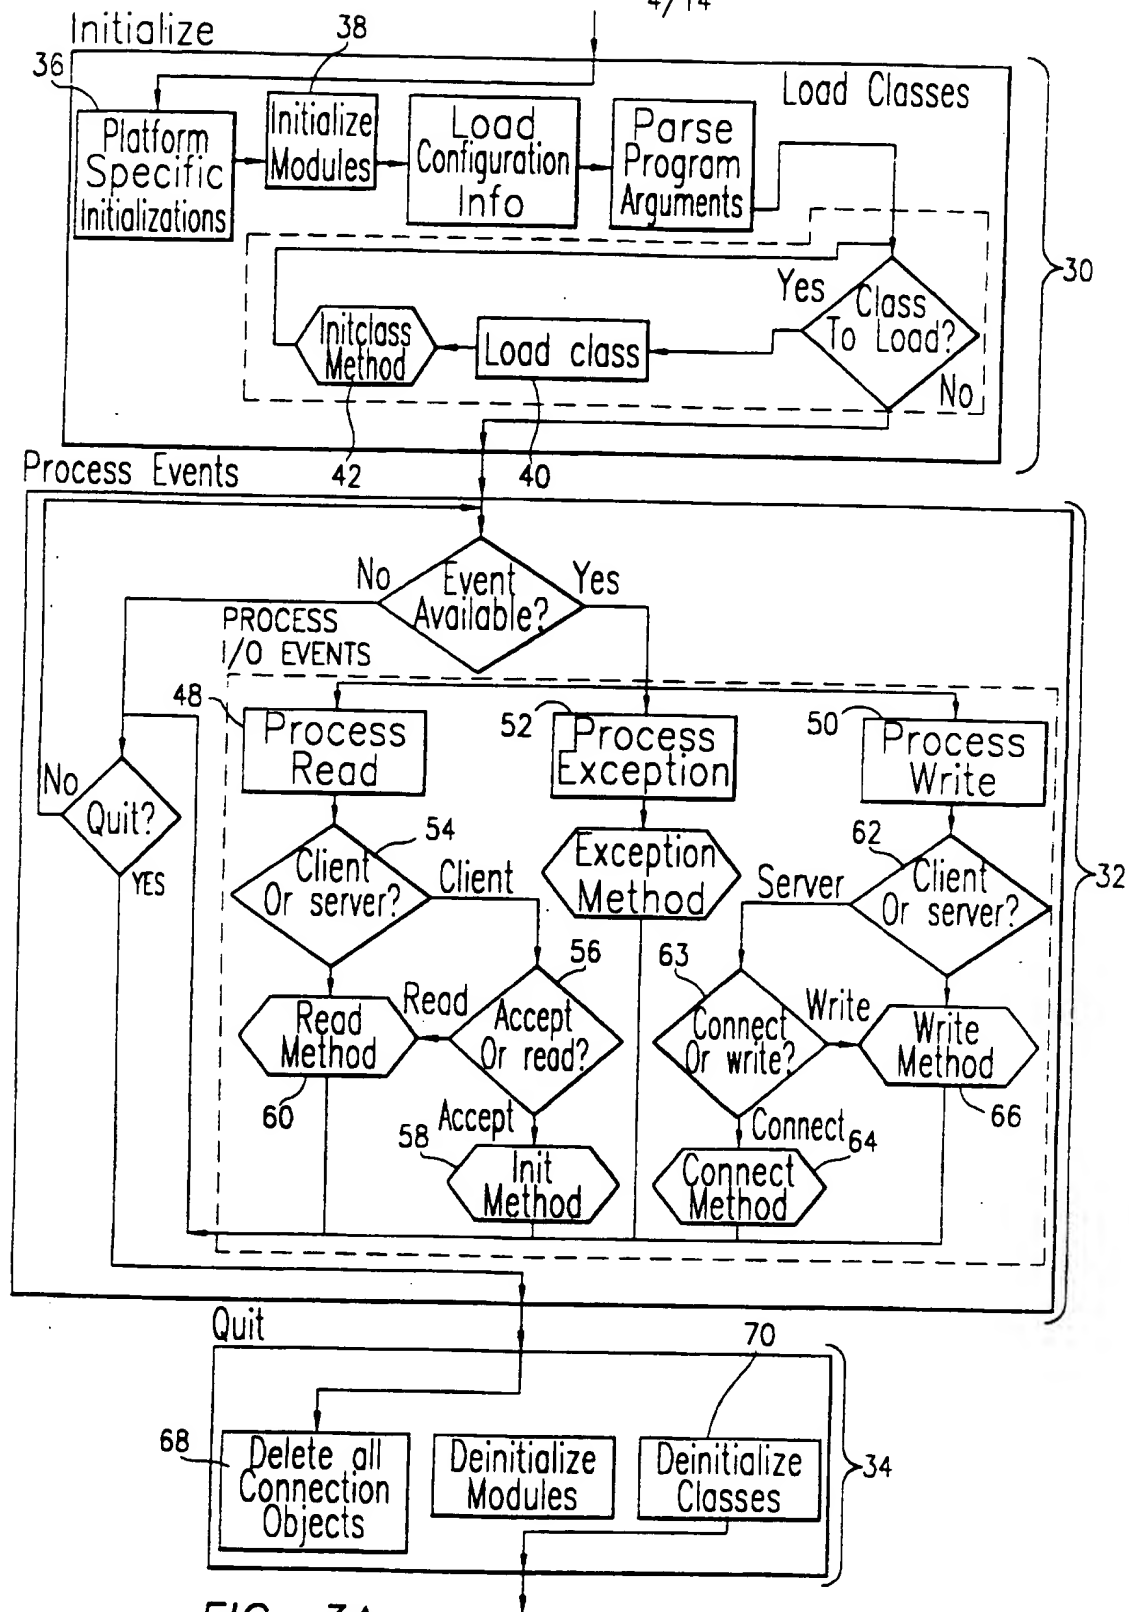 4/14
Initialize
38
36
Load Classes
Platform
Specific
Initializations
Initialize
Modules
Load
Configuration
Info
Parse
Program
Arguments
30
Yes
Class
To Load?
No
Initclass
Method
Load class
42
40
Process Events
No
Event
Available?
Yes
PROCESS
I/O EVENTS
48
Process
Read
52
Process
Exception
50
Process
Write
No
Quit?
YES
54
Client
Or server?
Client
Exception
Method
62
Server
Client
Or server?
32
56
63
Read
Method
Read
Accept
Or read?
Connect
Or write?
Write
Write
Method
60
Accept
58
Init
Method
Connect
64
Connect
Method
66
Quit
70
68
Delete all
Connection
Objects
Deinitialize
Modules
Deinitialize
Classes
34